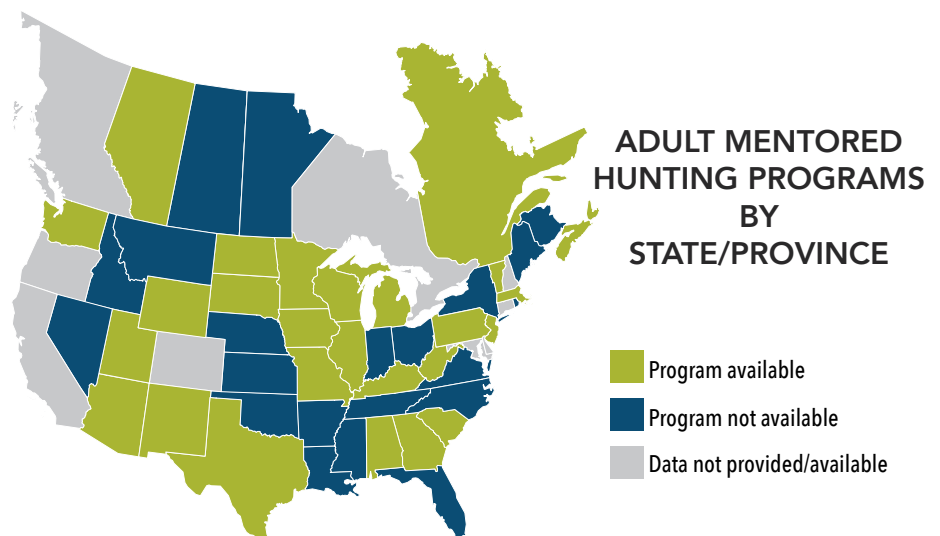 ADULT MENTORED
HUNTING PROGRAMS
BY
STATE/PROVINCE
Program available
Program not available
Data not provided/available